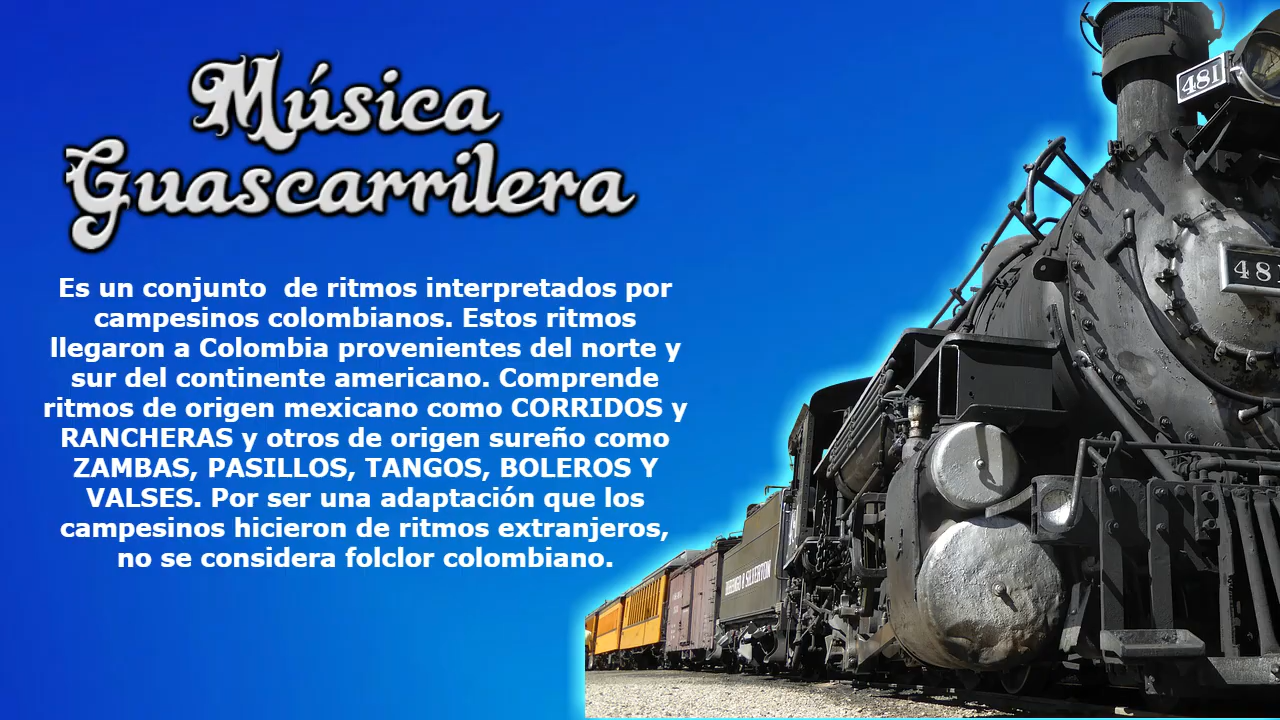 Música
Guascarrilera
Es un conjunto  de ritmos interpretados por
campesinos colombianos. Estos ritmos
llegaron a Colombia provenientes del norte y
sur del continente americano. Comprende
ritmos de origen mexicano como CORRIDOS y
RANCHERAS y otros de origen sureño como
ZAMBAS, PASILLOS, TANGOS, BOLEROS Y
VALSES. Por ser una adaptación que los
campesinos hicieron de ritmos extranjeros,
no se considera folclor colombiano.
481
481